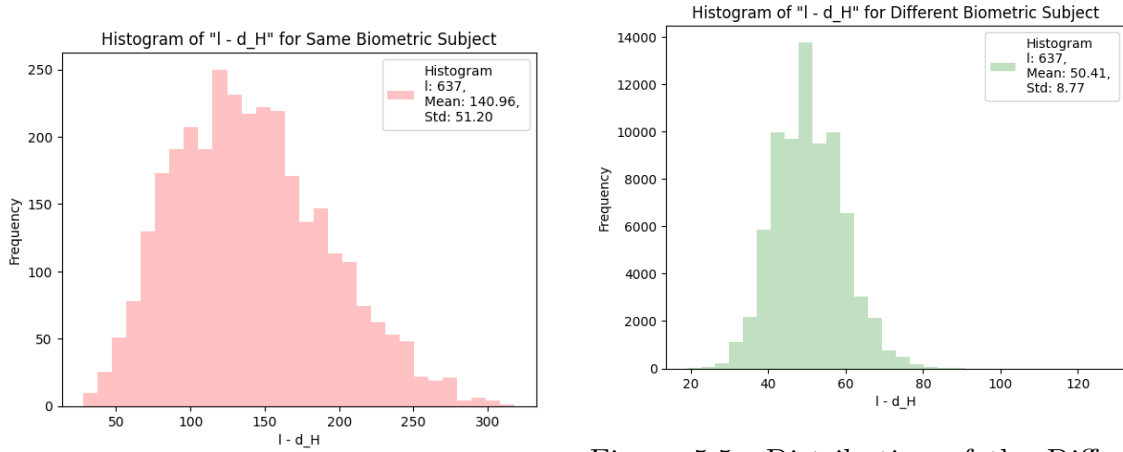 Histogram of "l - d_H" for Same Biometric Subject
Histogram
l: 637,
Mean: 140.96,
Std: 51.20
Frequency
250
200
150
100
50
0
50 100 150 200 250 300
l - d_H
Histogram of "l - d_H" for Different Biometric Subject
Histogram
l: 637,
Mean: 50.41,
Std: 8.77
Frequency
14000
12000
10000
8000
6000
4000
2000
0
20 40 60 80 100 120
l - d_H
Figure 5.5: Distribution of the Diffe